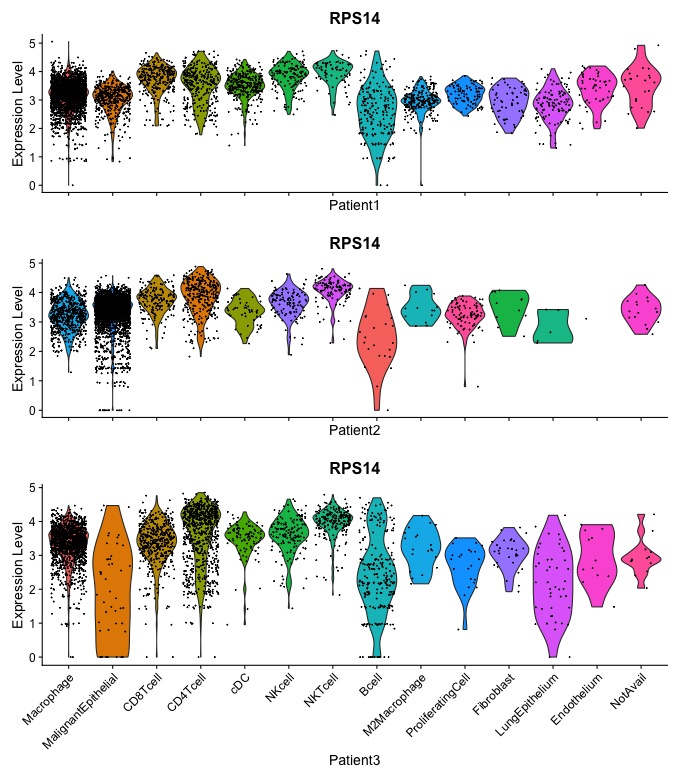 RPS14
Expression Level
5
4
3
2
1
0
Patient1
RPS14
Expression Level
5
4
3
2
1
0
Patient2
RPS14
Expression Level
5
4
3
2
1
0
Macrophage
MalignantEpithelial
CD8Tcell
CD4Tcell
cDC
NKcell
NKTcell
Bcell
M2Macrophage
ProliferatingCell
Fibroblast
LungEpithelium
Endothelium
NotAvail
Patient3